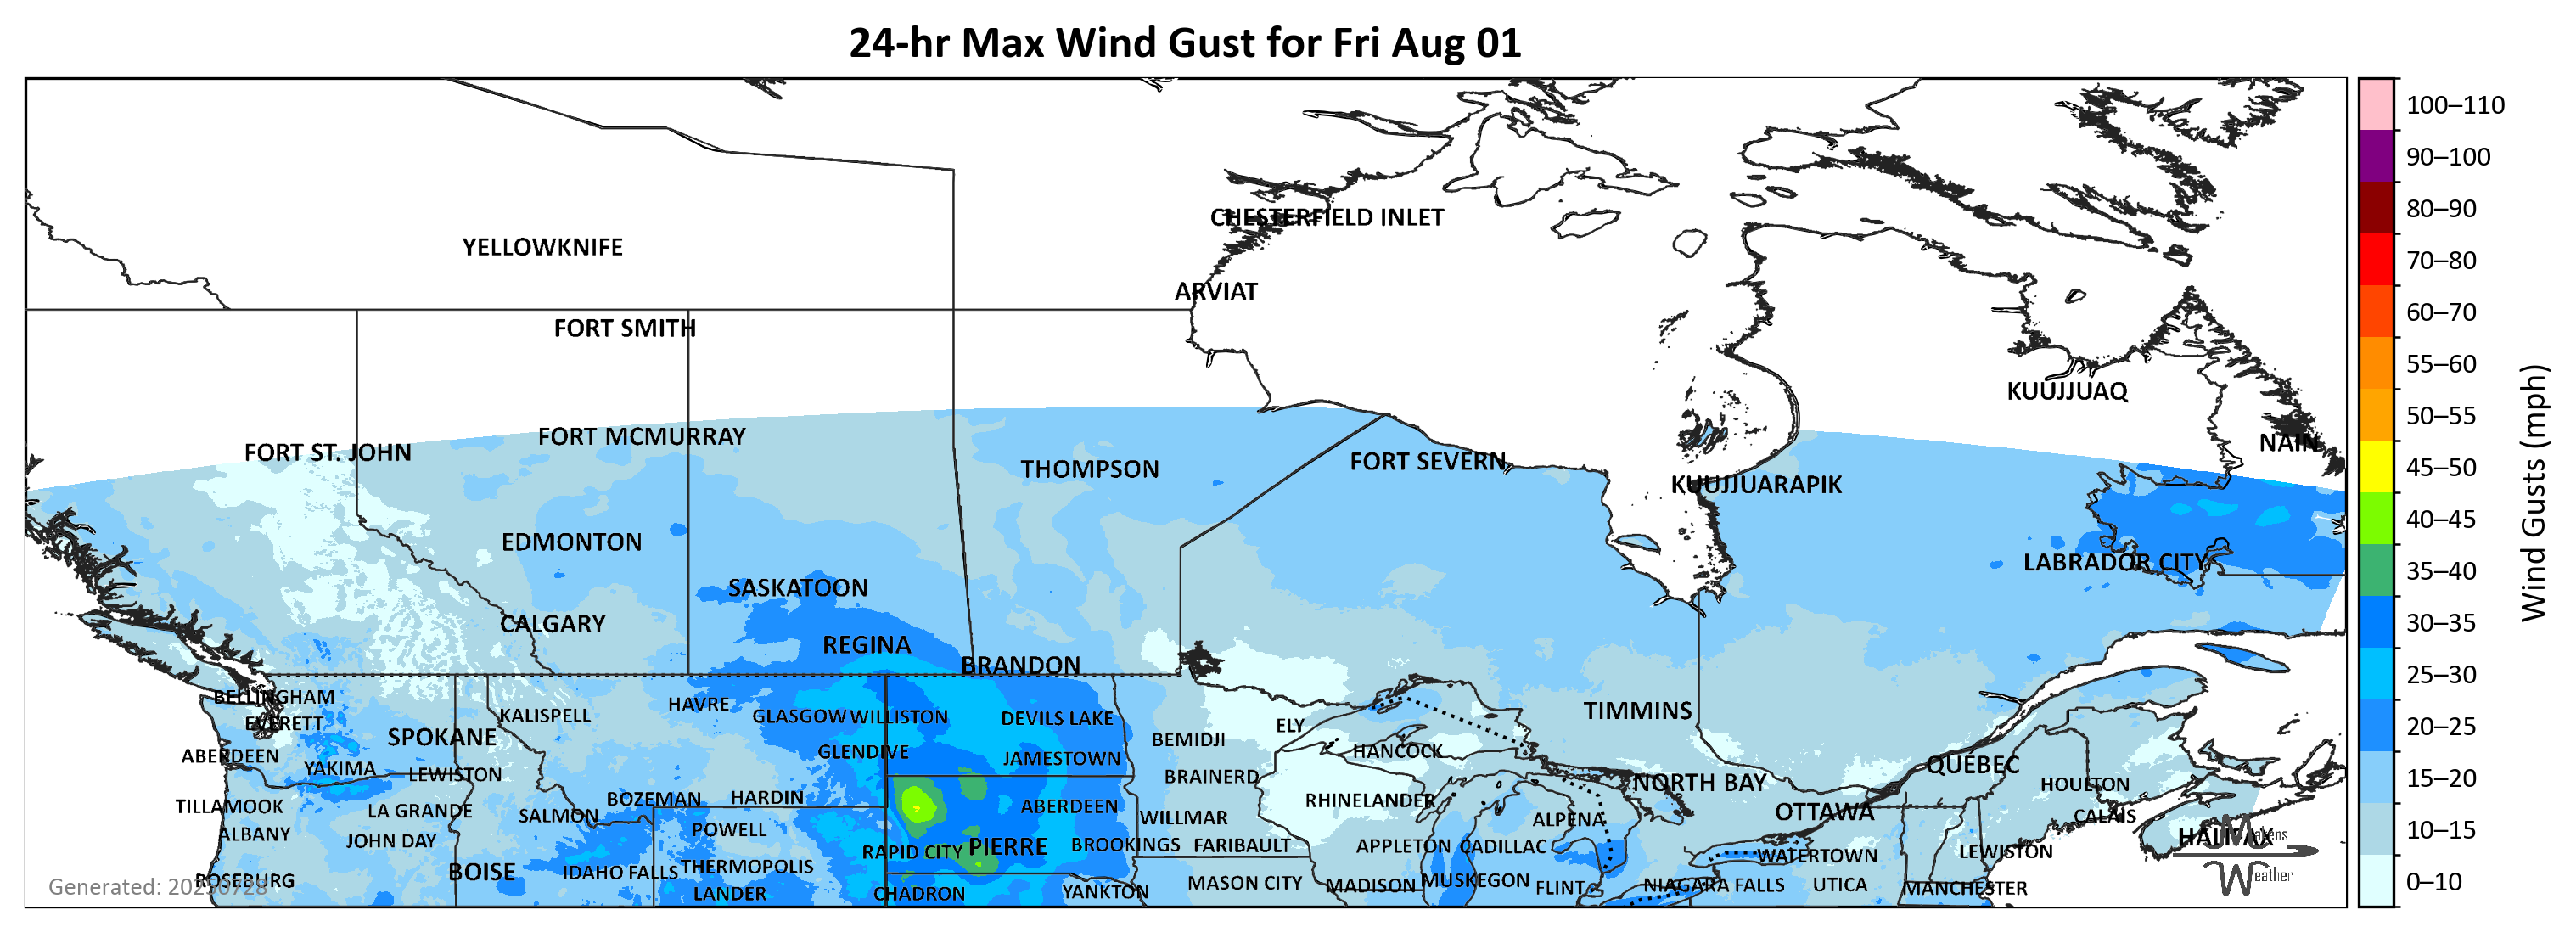 24-hr Max Wind Gust for Fri Aug 01
100–110
90–100
80–90
CHESTERFIELD INLET
YELLOWKNIFE
70–80
ARVIAT
60–70
FORT SMITH
55–60
KUUJJUAQ
50–55
FORT MCMURRAY
NAIN
FORT ST. JOHN
FORT SEVERN
THOMPSON
45–50
KUUJJUARAPIK
40–45
EDMONTON
LABRADOR CITY
35–40
Wind Gusts (mph)
SASKATOON
CALGARY
30–35
REGINA
BRANDON
25–30
BELLINGHAM
HAVRE
TIMMINS
KALISPELL
GLASGOW
WILLISTON
DEVILS LAKE
EVERETT
ELY
20–25
SPOKANE
BEMIDJI
GLENDIVE
HANCOCK
ABERDEEN
JAMESTOWN
QUEBEC
YAKIMA
LEWISTON
BRAINERD
15–20
NORTH BAY
HOULTON
BOZEMAN
HARDIN
RHINELANDER
TILLAMOOK
ABERDEEN
LA GRANDE
OTTAWA
SALMON
CALAIS
WILLMAR
ALPENA
10–15
ALBANY
POWELL
HALIFAX
Makens
JOHN DAY
PIERRE
BROOKINGS
FARIBAULT
APPLETON
CADILLAC
RAPID CITY
LEWISTON
WATERTOWN
THERMOPOLIS
BOISE
IDAHO FALLS
Weather
ROSEBURG
MUSKEGON
0–10
MASON CITY
MADISON
NIAGARA FALLS
UTICA
Generated: 20250728
FLINT
MANCHESTER
LANDER
CHADRON
YANKTON